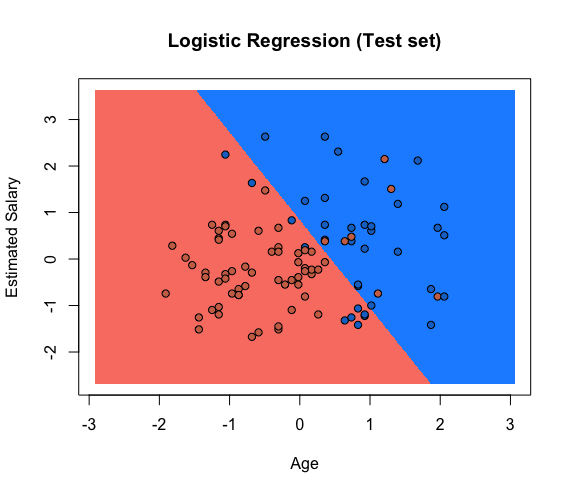 Logistic Regression (Test set)
Estimated Salary
3
2
1
0
-1
-2
-3 -2 -1 0 1 2 3
Age